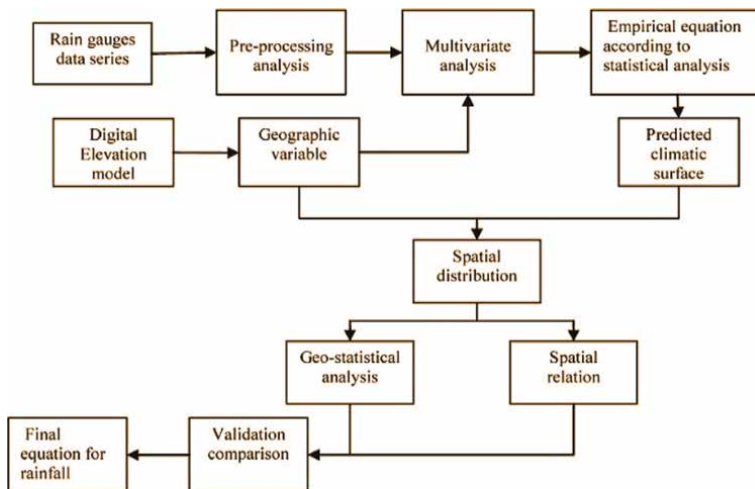 Rain gauges
data series
Pre-processing
analysis
Multivariate
analysis
Empirical equation
according to
statistical analysis
Digital
Elevation
model
Geographic
variable
Predicted
climatic
surface
Spatial
distribution
Geo-statistical
analysis
Spatial
relation
Final
equation for
rainfall
Validation
comparison